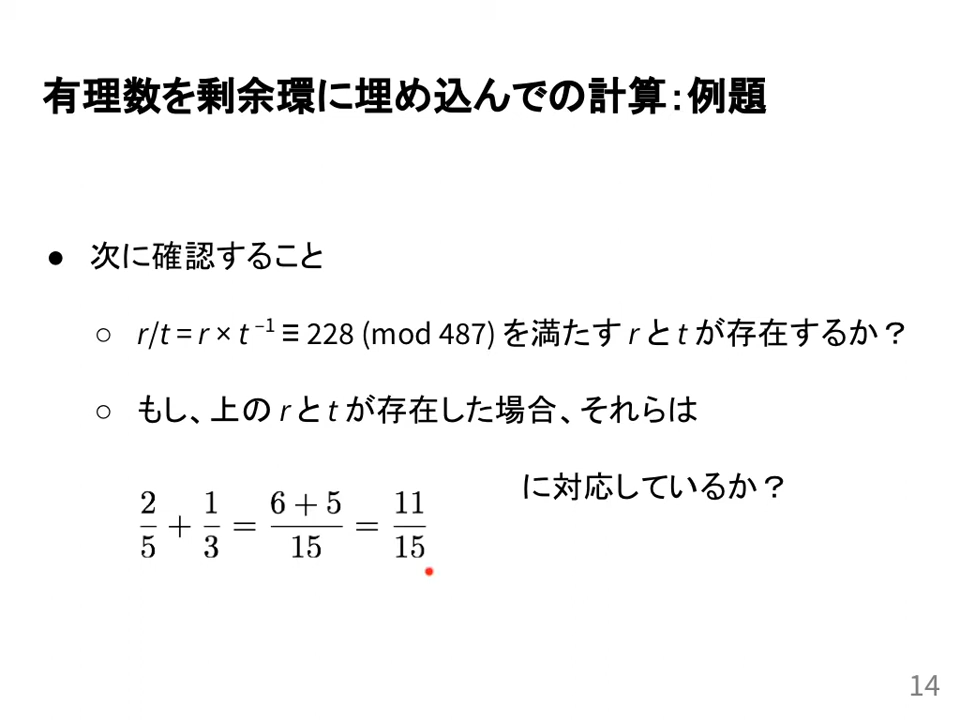 有理数を剰余環に埋め込んでの計算：例題
● 次に確認すること
○ r/t = r × t ⁻¹ ≡ 228 (mod 487) を満たす r と t が存在するか？
○ もし、上の r と t が存在した場合、それらは
2/5 + 1/3 = (6 + 5)/15 = 11/15 に対応しているか？
14